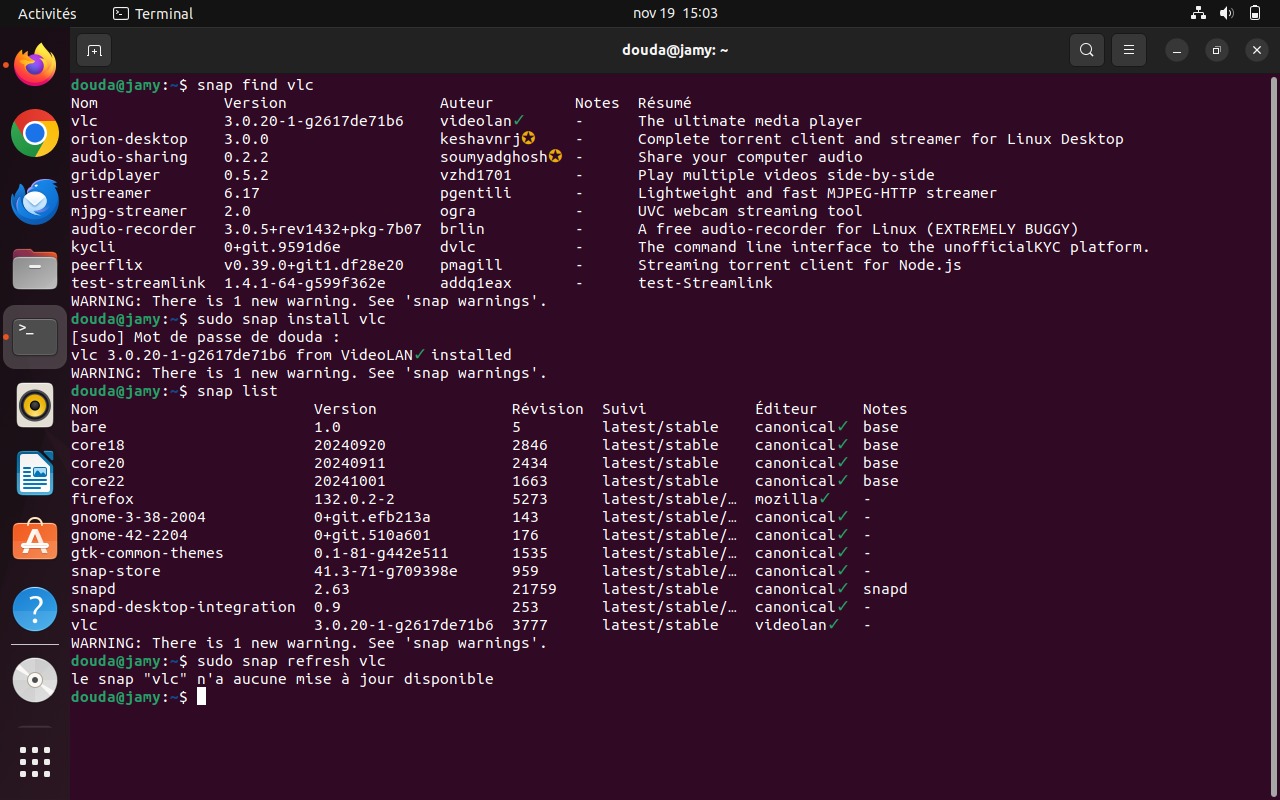 Activités Terminal nov 19 15:03
douda@jamy: ~
douda@jamy:~$ snap find vlc
Nom Version Auteur Notes Résumé
vlc 3.0.20-1-g2617de71b6 videolan✓ - The ultimate media player
orion-desktop 3.0.0 keshavnrj✪ - Complete torrent client and streamer for Linux Desktop
audio-sharing 0.2.2 soumyadghosh✪ - Share your computer audio
gridplayer 0.5.2 vzhd1701 - Play multiple videos side-by-side
ustreamer 6.17 pgentili - Lightweight and fast MJPEG-HTTP streamer
mjpg-streamer 2.0 ogra - UVC webcam streaming tool
audio-recorder 3.0.5+rev1432+pkg-7b07 brlin - A free audio-recorder for Linux (EXTREMELY BUGGY)
kycli 0+git.9591d6e dvlc - The command line interface to the unofficialKYC platform.
peerflix v0.39.0+git1.df28e20 pmagill - Streaming torrent client for Node.js
test-streamlink 1.4.1-64-g599f362e addq1eax - test-Streamlink
WARNING: There is 1 new warning. See 'snap warnings'.
douda@jamy:~$ sudo snap install vlc
[sudo] Mot de passe de douda :
vlc 3.0.20-1-g2617de71b6 from VideoLAN✓ installed
WARNING: There is 1 new warning. See 'snap warnings'.
douda@jamy:~$ snap list
Nom Version Révision Suivi Éditeur Notes
bare 1.0 5 latest/stable canonical✓ base
core18 20240920 2846 latest/stable canonical✓ base
core20 20240911 2434 latest/stable canonical✓ base
core22 20241001 1663 latest/stable canonical✓ base
firefox 132.0.2-2 5273 latest/stable/… mozilla✓ -
gnome-3-38-2004 0+git.efb213a 143 latest/stable/… canonical✓ -
gnome-42-2204 0+git.510a601 176 latest/stable/… canonical✓ -
gtk-common-themes 0.1-81-g442e511 1535 latest/stable/… canonical✓ -
snap-store 41.3-71-g709398e 959 latest/stable/… canonical✓ -
snapd 2.63 21759 latest/stable canonical✓ snapd
snapd-desktop-integration 0.9 253 latest/stable/… canonical✓ -
vlc 3.0.20-1-g2617de71b6 3777 latest/stable videolan✓ -
WARNING: There is 1 new warning. See 'snap warnings'.
douda@jamy:~$ sudo snap refresh vlc
le snap "vlc" n'a aucune mise à jour disponible
douda@jamy:~$